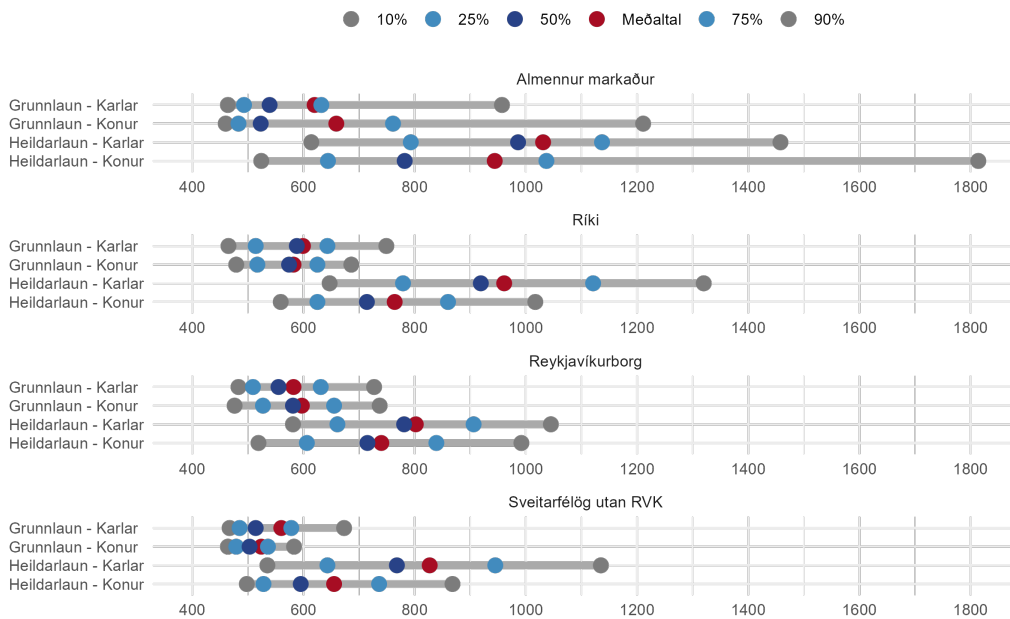 10% 25% 50% Meðaltal 75% 90%
Almennur markaður
Grunnlaun - Karlar
Grunnlaun - Konur
Heildarlaun - Karlar
Heildarlaun - Konur
400 600 800 1000 1200 1400 1600 1800
Ríki
Grunnlaun - Karlar
Grunnlaun - Konur
Heildarlaun - Karlar
Heildarlaun - Konur
400 600 800 1000 1200 1400 1600 1800
Reykjavíkurborg
Grunnlaun - Karlar
Grunnlaun - Konur
Heildarlaun - Karlar
Heildarlaun - Konur
400 600 800 1000 1200 1400 1600 1800
Sveitarfélög utan RVK
Grunnlaun - Karlar
Grunnlaun - Konur
Heildarlaun - Karlar
Heildarlaun - Konur
400 600 800 1000 1200 1400 1600 1800